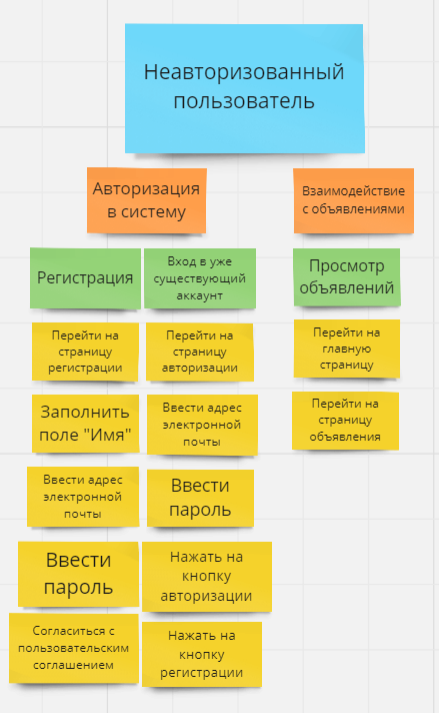 Неавторизованный
пользователь
Авторизация
в систему
Взаимодействие
с объявлениями
Регистрация
Вход в уже
существующий
аккаунт
Просмотр
объявлений
Перейти на
страницу
регистрации
Перейти на
страницу
авторизации
Перейти на
главную
страницу
Заполнить
поле "Имя"
Ввести адрес
электронной
почты
Перейти на
страницу
объявления
Ввести адрес
электронной
почты
Ввести
пароль
Ввести
пароль
Нажать на
кнопку
авторизации
Согласиться с
пользовательским
соглашением
Нажать на
кнопку
регистрации